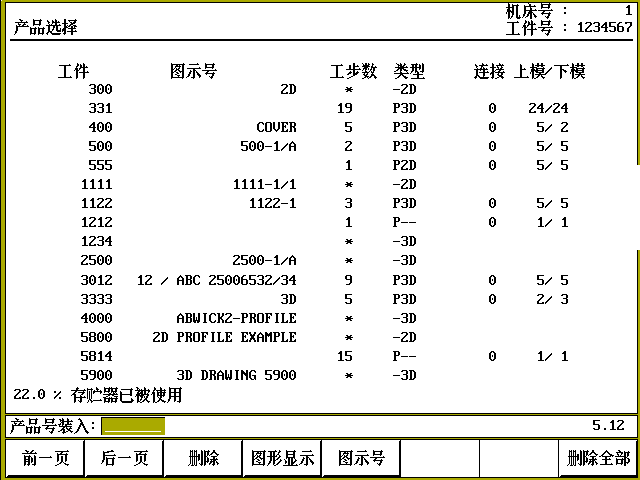 机床号 : 1
产品选择 工件号 : 1234567
工件 图示号 工步数 类型 连接 上模/下模
300 2D * -2D
331 19 P3D 0 24/24
400 COVER 5 P3D 0 5/ 2
500 500-1/A 2 P3D 0 5/ 5
555 1 P2D 0 5/ 5
1111 1111-1/1 * -2D
1122 1122-1 3 P3D 0 5/ 5
1212 1 P-- 0 1/ 1
1234 * -3D
2500 2500-1/A * -3D
3012 12 / ABC 25006532/34 9 P3D 0 5/ 5
3333 3D 5 P3D 0 2/ 3
4000 ABWICK2-PROFILE * -3D
5800 2D PROFILE EXAMPLE * -2D
5814 15 P-- 0 1/ 1
5900 3D DRAWING 5900 * -3D
22.0 % 存贮器已被使用
产品号装入: 5.12
前一页 后一页 删除 图形显示 图示号 删除全部